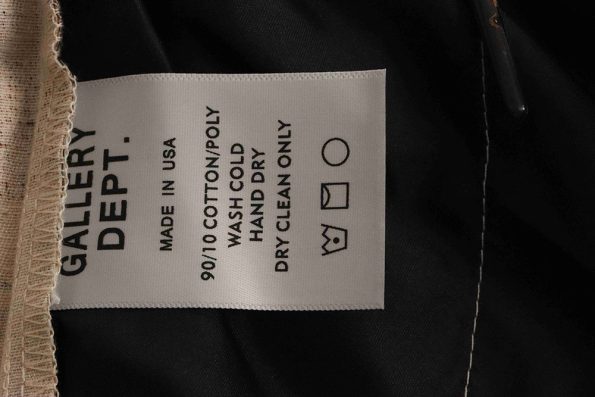 GALLERY
DEPT.
MADE IN USA
90/10 COTTON/POLY
WASH COLD
HAND DRY
DRY CLEAN ONLY